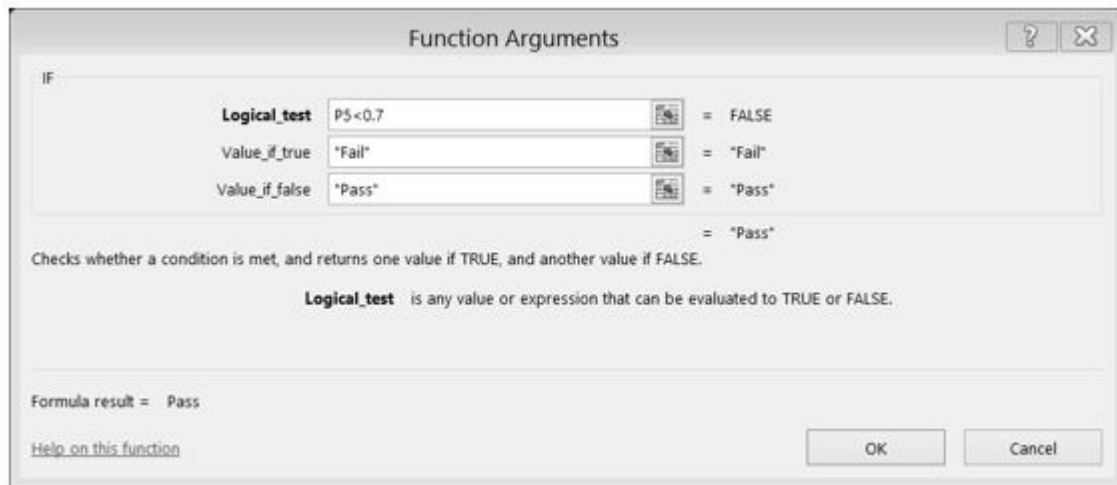 Function Arguments
IF
Logical_test P5<0.7 = FALSE
Value_if_true "Fail" = "Fail"
Value_if_false "Pass" = "Pass"
= "Pass"
Checks whether a condition is met, and returns one value if TRUE, and another value if FALSE.
Logical_test is any value or expression that can be evaluated to TRUE or FALSE.
Formula result = Pass
Help on this function
OK Cancel